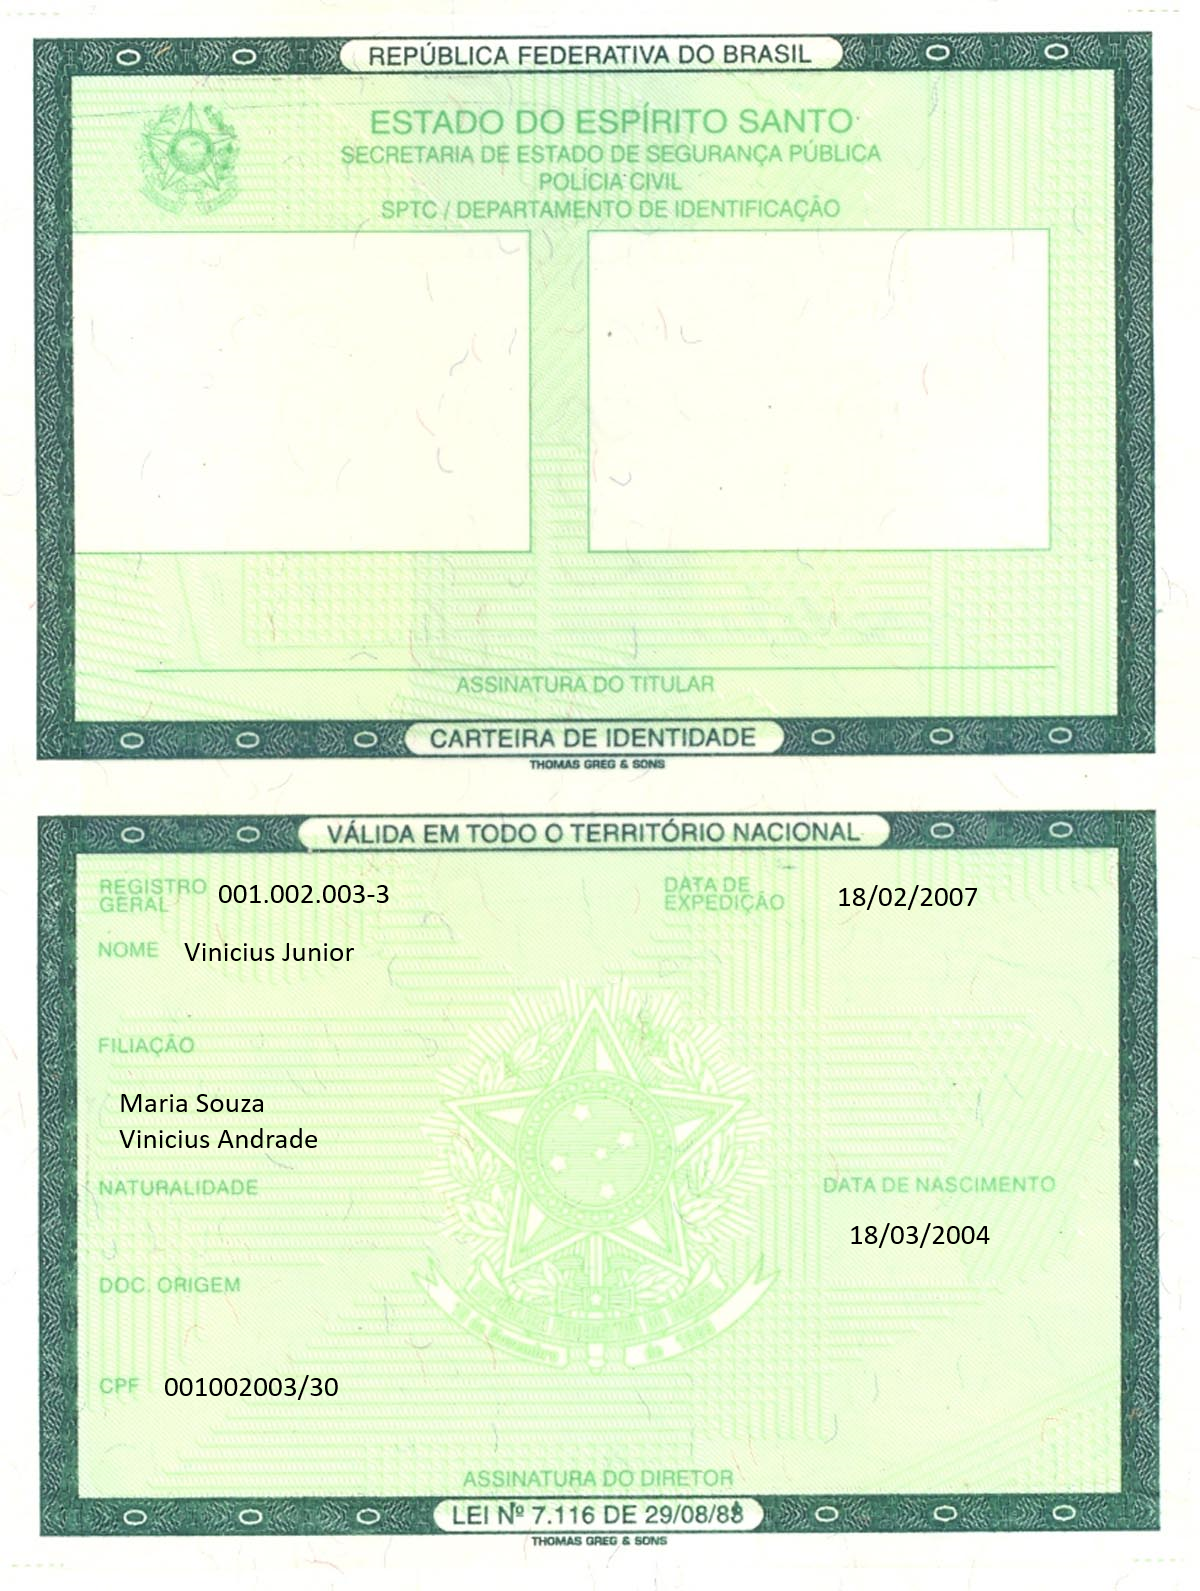 REPÚBLICA FEDERATIVA DO BRASIL
ESTADO DO ESPÍRITO SANTO
SECRETARIA DE ESTADO DE SEGURANÇA PÚBLICA
POLÍCIA CIVIL
SPTC / DEPARTAMENTO DE IDENTIFICAÇÃO
ASSINATURA DO TITULAR
CARTEIRA DE IDENTIDADE
THOMAS GREG & SONS
VÁLIDA EM TODO O TERRITÓRIO NACIONAL
REGISTRO GERAL 001.002.003-3 DATA DE EXPEDIÇÃO 18/02/2007
NOME Vinicius Junior
FILIAÇÃO
Maria Souza
Vinicius Andrade
NATURALIDADE DATA DE NASCIMENTO
18/03/2004
DOC. ORIGEM
CPF 001002003/30
ASSINATURA DO DIRETOR
LEI Nº 7.116 DE 29/08/83
THOMAS GREG & SONS